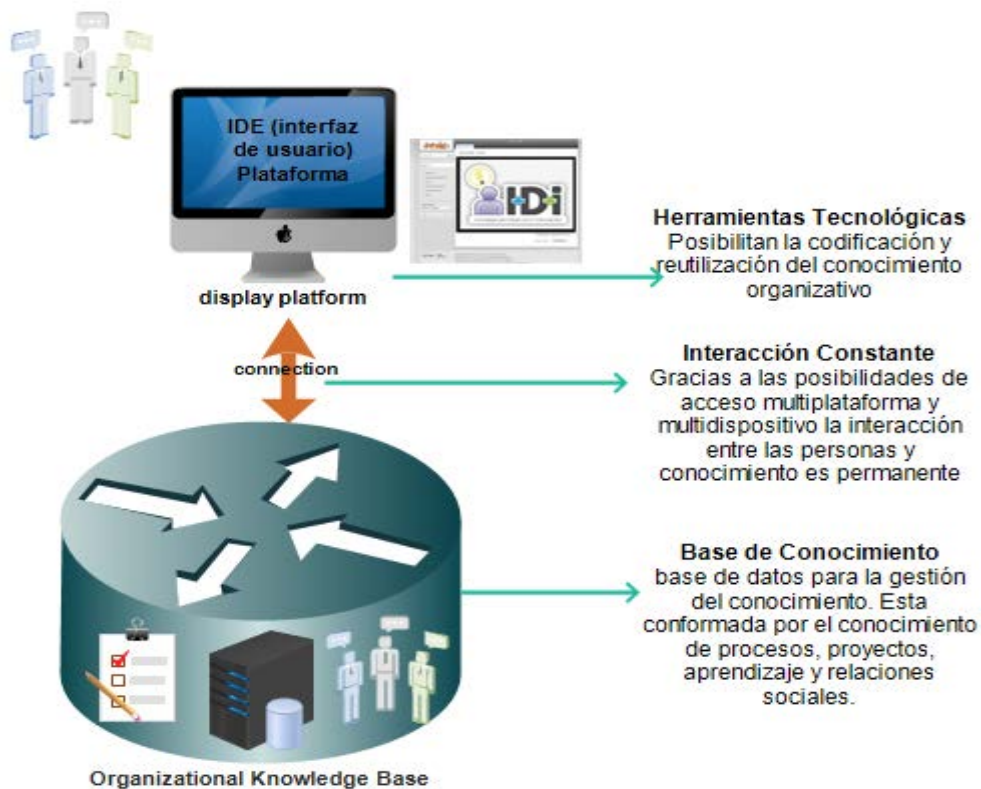 IDE (interfaz
de usuario)
Plataforma
I+D+i
display platform
connection
Herramientas Tecnológicas
Posibilitan la codificación y
reutilización del conocimiento
organizativo
Interacción Constante
Gracias a las posibilidades de
acceso multiplataforma y
multidispositivo la interacción
entre las personas y
conocimiento es permanente
Base de Conocimiento
base de datos para la gestión
del conocimiento. Esta
conformada por el conocimiento
de procesos, proyectos,
aprendizaje y relaciones
sociales.
Organizational Knowledge Base